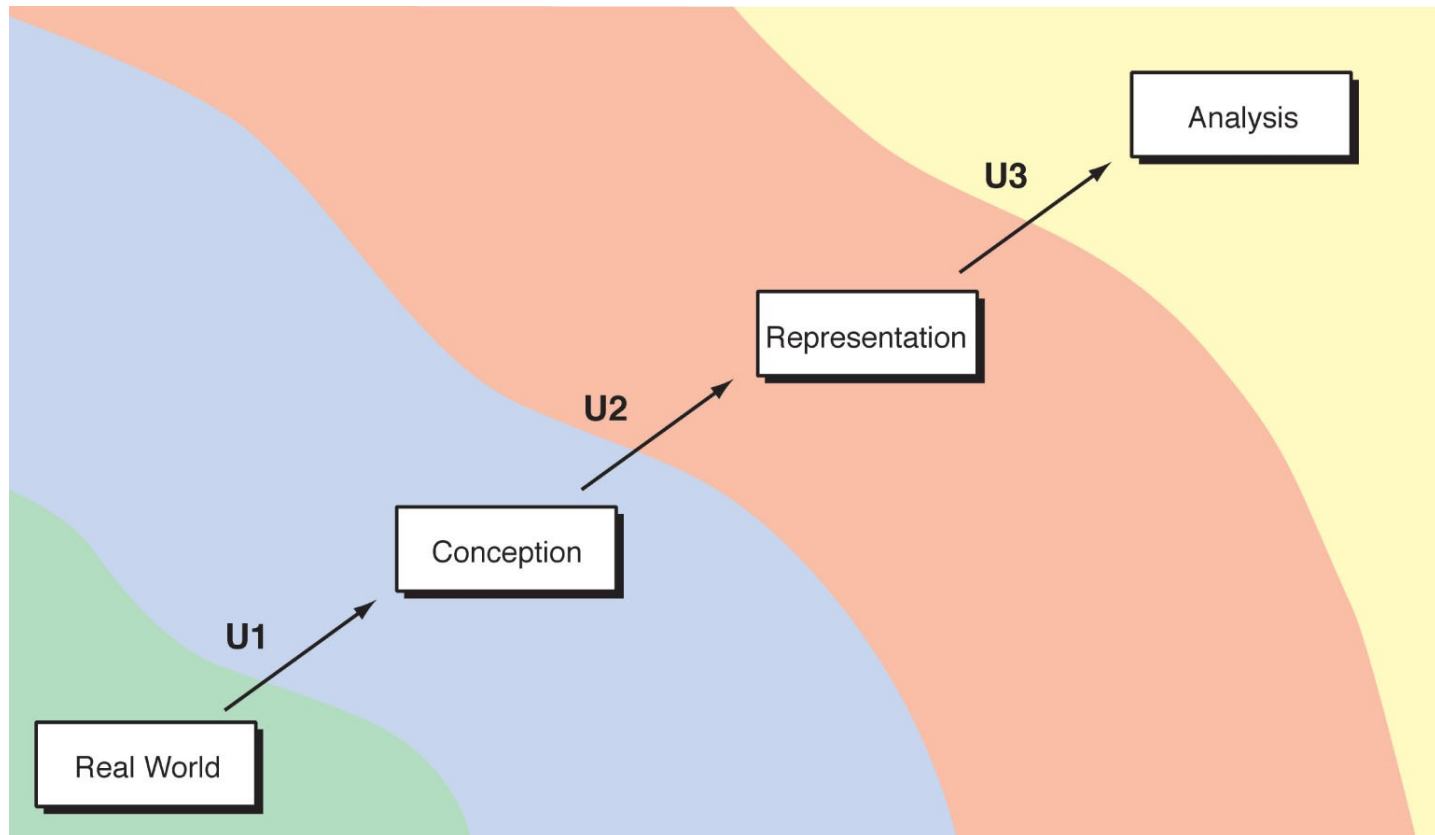 Analysis
U3
Representation
U2
Conception
U1
Real World